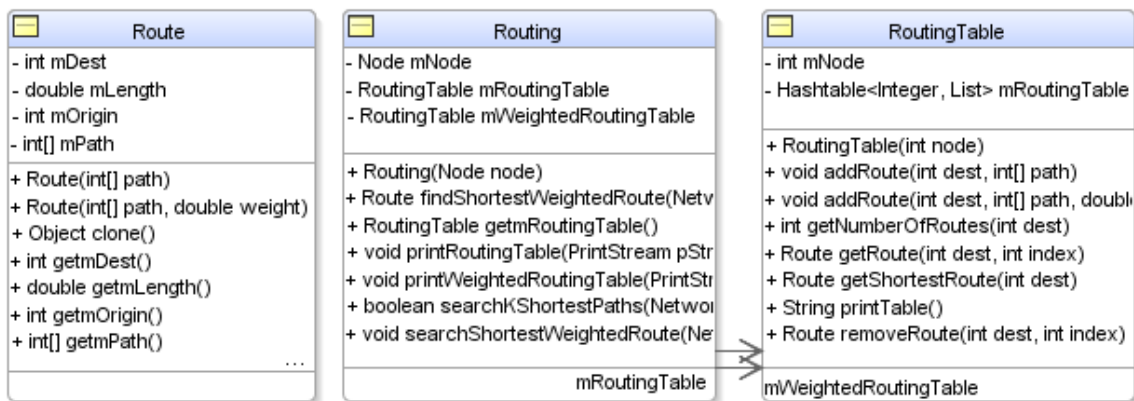 Route
- int mDest
- double mLength
- int mOrigin
- int[] mPath
+ Route(int[] path)
+ Route(int[] path, double weight)
+ Object clone()
+ int getmDest()
+ double getmLength()
+ int getmOrigin()
+ int[] getmPath()
...
Routing
- Node mNode
- RoutingTable mRoutingTable
- RoutingTable mWeightedRoutingTable
+ Routing(Node node)
+ Route findShortestWeightedRoute(Netw
+ RoutingTable getmRoutingTable()
+ void printRoutingTable(PrintStream pStr
+ void printWeightedRoutingTable(PrintStr
+ boolean searchKShortestPaths(Networ
+ void searchShortestWeightedRoute(Net
mRoutingTable
RoutingTable
- int mNode
- Hashtable<Integer, List> mRoutingTable
+ RoutingTable(int node)
+ void addRoute(int dest, int[] path)
+ void addRoute(int dest, int[] path, double
+ int getNumberOfRoutes(int dest)
+ Route getRoute(int dest, int index)
+ Route getShortestRoute(int dest)
+ String printTable()
+ Route removeRoute(int dest, int index)
mWeightedRoutingTable